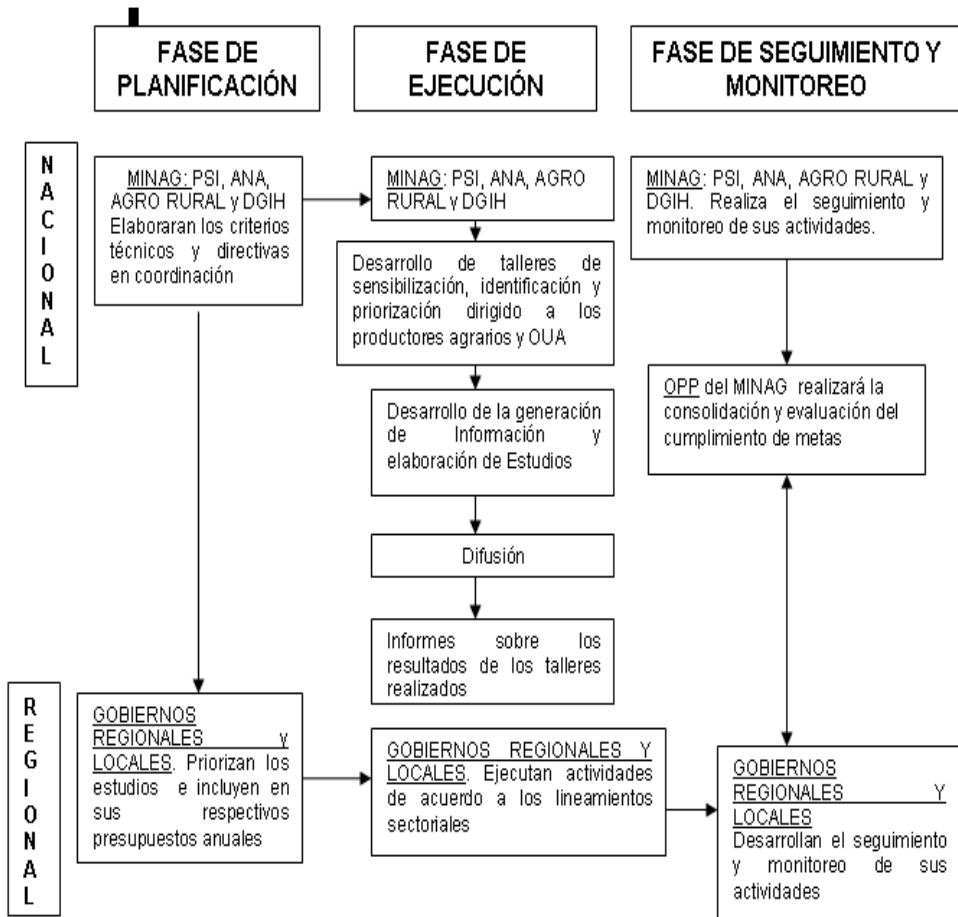 FASE DE
PLANIFICACIÓN
FASE DE
EJECUCIÓN
FASE DE SEGUIMIENTO Y
MONITOREO
N
A
C
I
O
N
A
L
MINAG: PSI, ANA,
AGRO RURAL y DGIH
Elaboraran los criterios
técnicos y directivas
en coordinación
MINAG: PSI, ANA, AGRO
RURAL y DGIH
MINAG: PSI, ANA, AGRO RURAL y
DGIH. Realiza el seguimiento y
monitoreo de sus actividades.
Desarrollo de talleres de
sensibilización, identificación y
priorización dirigido a los
productores agrarios y OUA
Desarrollo de la generación
de Información y
elaboración de Estudios
OPP del MINAG realizará la
consolidación y evaluación del
cumplimiento de metas
Difusión
Informes sobre los
resultados de los talleres
realizados
R
E
G
I
O
N
A
L
GOBIERNOS
REGIONALES y
LOCALES. Priorizan los
estudios e incluyen en
sus respectivos
presupuestos anuales
GOBIERNOS REGIONALES Y
LOCALES. Ejecutan actividades
de acuerdo a los lineamientos
sectoriales
GOBIERNOS
REGIONALES Y
LOCALES
Desarrollan el seguimiento
y monitoreo de sus
actividades